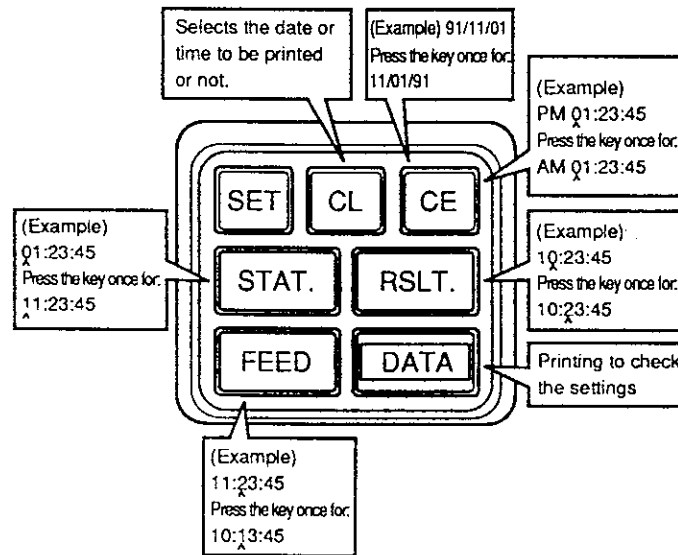 Selects the date or
time to be printed
or not.
(Example) 91/11/01
Press the key once for:
11/01/91
(Example)
PM 01:23:45
Press the key once for:
AM 01:23:45
SET
CL
CE
(Example)
01:23:45
Press the key once for:
11:23:45
STAT.
RSLT.
(Example)
10:23:45
Press the key once for:
10:23:45
FEED
DATA
Printing to check
the settings
(Example)
11:23:45
Press the key once for:
10:13:45